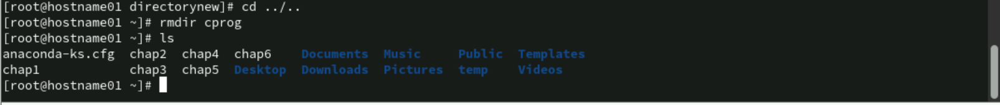 [root@hostname01 directorynew]# cd ../..
[root@hostname01 ~]# rmdir cprog
[root@hostname01 ~]# ls
anaconda-ks.cfg  chap2  chap4  chap6    Documents  Music     Public  Templates
chap1            chap3  chap5  Desktop  Downloads  Pictures  temp    Videos
[root@hostname01 ~]#